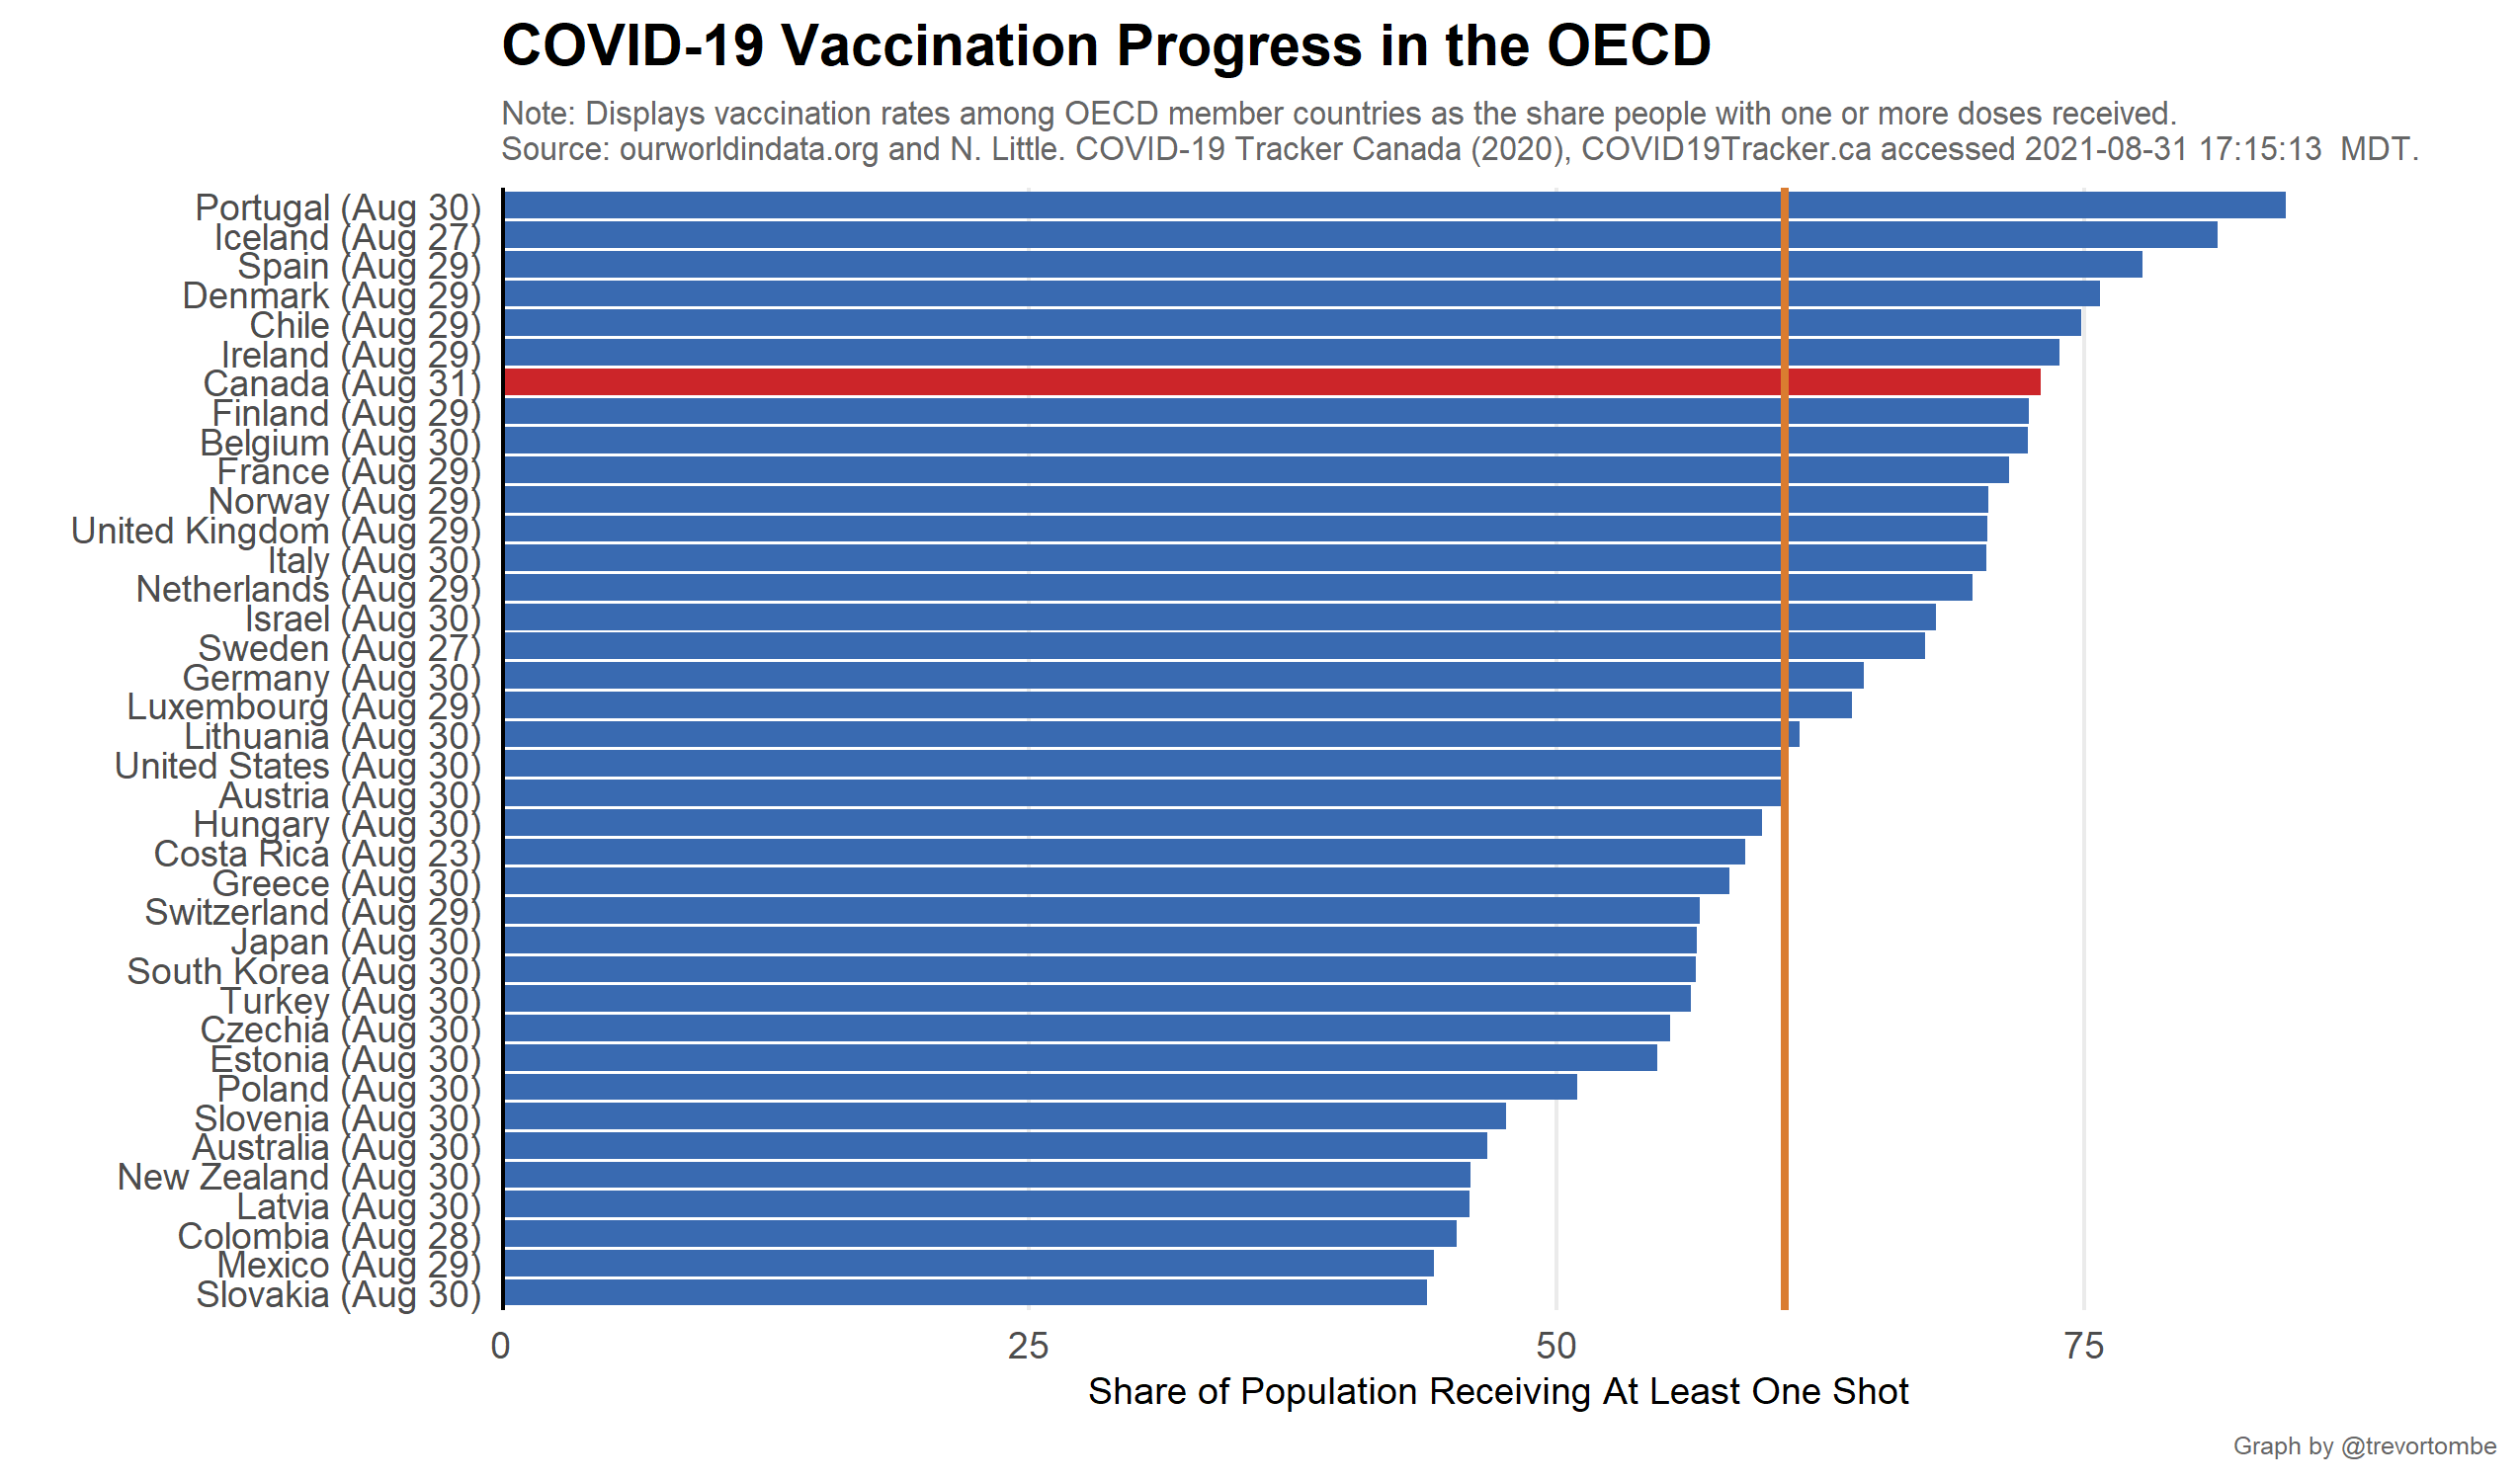 COVID-19 Vaccination Progress in the OECD
Note: Displays vaccination rates among OECD member countries as the share people with one or more doses received.
Source: ourworldindata.org and N. Little. COVID-19 Tracker Canada (2020), COVID19Tracker.ca accessed 2021-08-31 17:15:13  MDT.
Portugal (Aug 30)
Iceland (Aug 27)
Spain (Aug 29)
Denmark (Aug 29)
Chile (Aug 29)
Ireland (Aug 29)
Canada (Aug 31)
Finland (Aug 29)
Belgium (Aug 30)
France (Aug 29)
Norway (Aug 29)
United Kingdom (Aug 29)
Italy (Aug 30)
Netherlands (Aug 29)
Israel (Aug 30)
Sweden (Aug 27)
Germany (Aug 30)
Luxembourg (Aug 29)
Lithuania (Aug 30)
United States (Aug 30)
Austria (Aug 30)
Hungary (Aug 30)
Costa Rica (Aug 23)
Greece (Aug 30)
Switzerland (Aug 29)
Japan (Aug 30)
South Korea (Aug 30)
Turkey (Aug 30)
Czechia (Aug 30)
Estonia (Aug 30)
Poland (Aug 30)
Slovenia (Aug 30)
Australia (Aug 30)
New Zealand (Aug 30)
Latvia (Aug 30)
Colombia (Aug 28)
Mexico (Aug 29)
Slovakia (Aug 30)
0 25 50 75
Share of Population Receiving At Least One Shot
Graph by @trevortombe